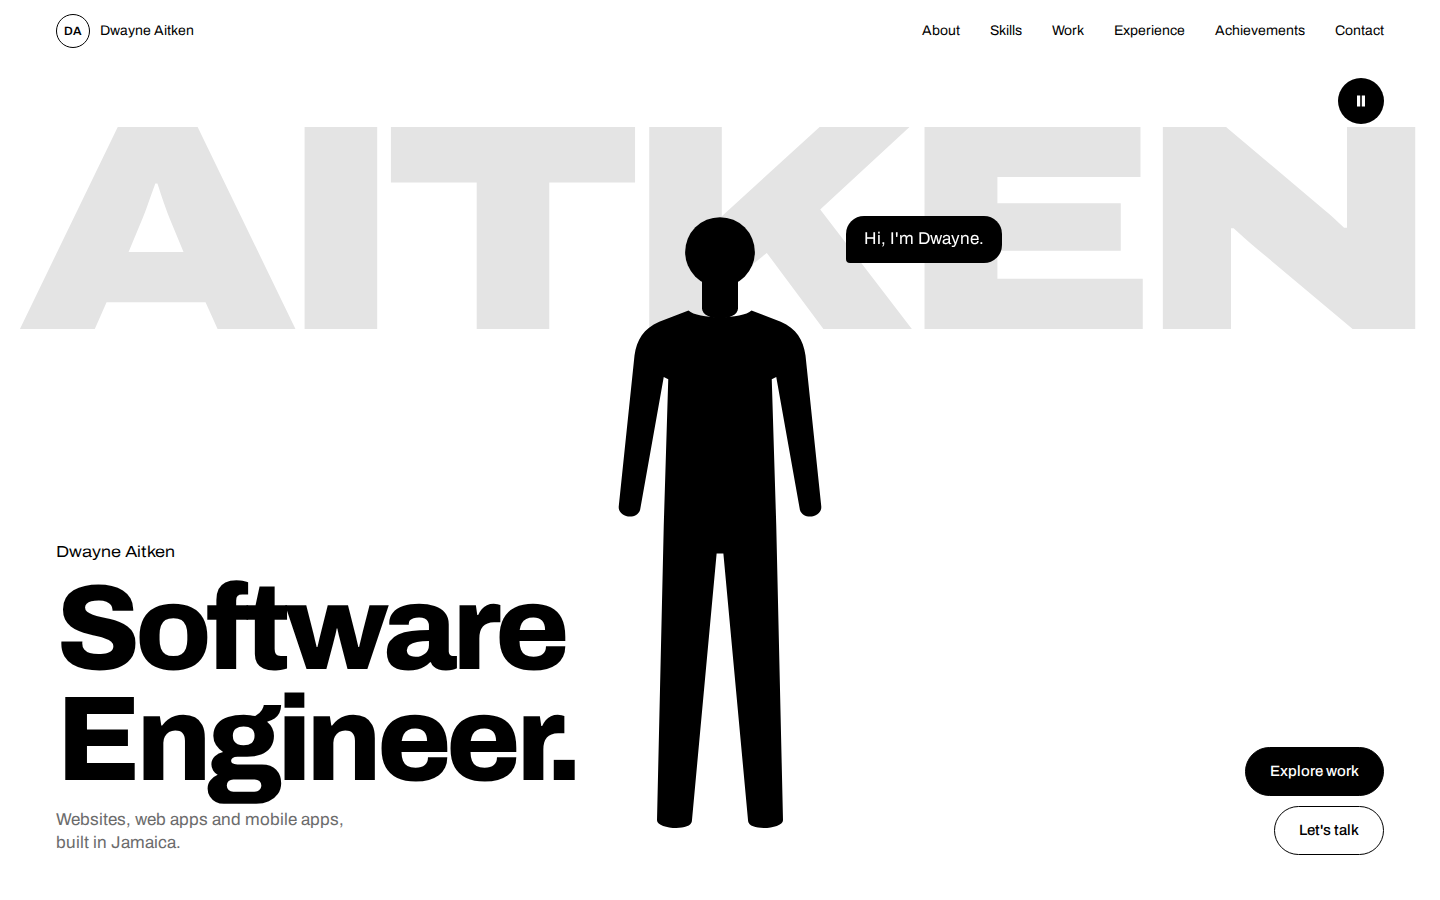 DA
Dwayne Aitken
About
Skills
Work
Experience
Achievements
Contact
AITKEN
Hi, I'm Dwayne.
Dwayne Aitken
Software
Engineer.
Websites, web apps and mobile apps,
built in Jamaica.
Explore work
Let's talk